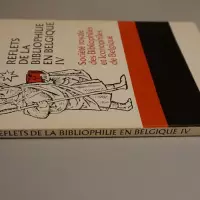 REFLETS
DE LA
BIBLIOPHILIE
EN BELGIQUE
IV
Société royale
des Bibliophiles
et Iconophiles
de Belgique
REFLETS DE LA BIBLIOPHILIE EN BELGIQUE IV